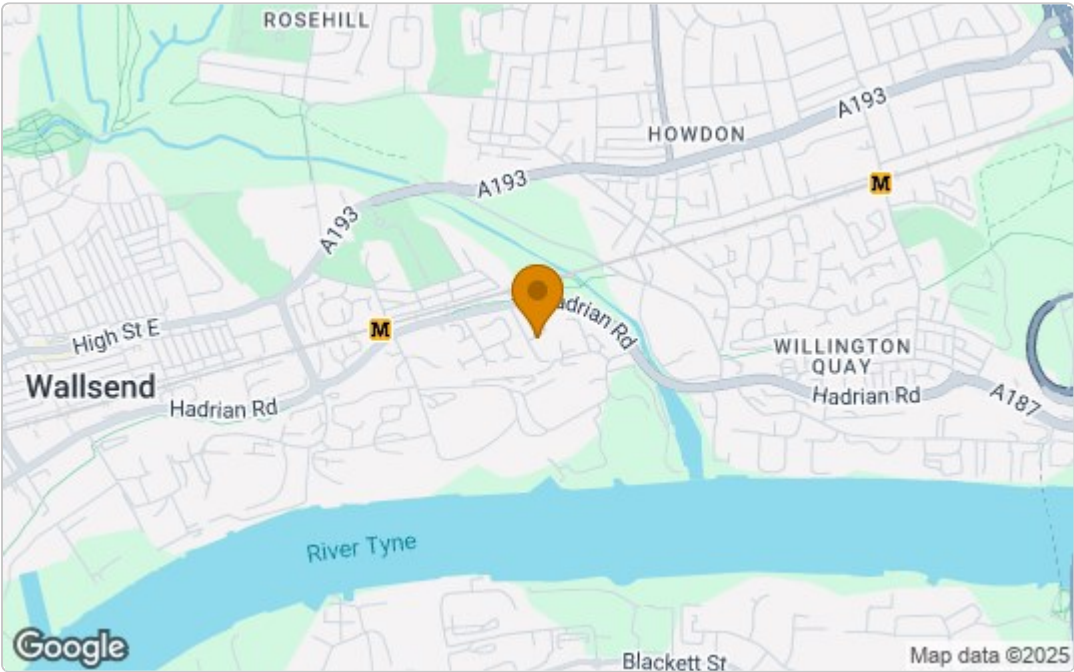 ROSEHILL
A193
HOWDON
M
A193
A193
High St E
M
adrian Rd
Wallsend
Hadrian Rd
WILLINGTON
QUAY
Hadrian Rd
A187
River Tyne
Google
Blackett St
Map data ©2025